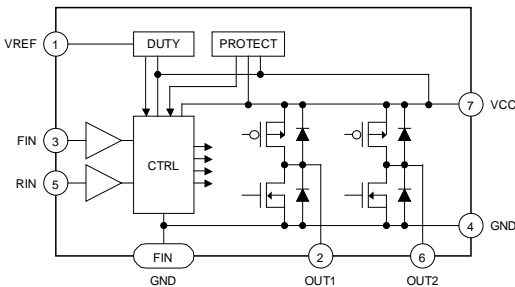 DUTY PROTECT
VREF 1
7 VCC
FIN 3
CTRL
RIN 5
4 GND
FIN 2 6
GND OUT1 OUT2